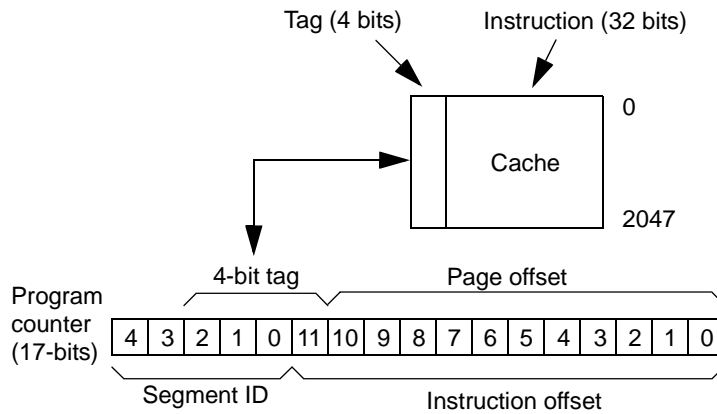 Tag (4 bits)
Instruction (32 bits)
0
Cache
2047
4-bit tag
Page offset
Program
counter
(17-bits)
4 3 2 1 0 11 10 9 8 7 6 5 4 3 2 1 0
Segment ID
Instruction offset